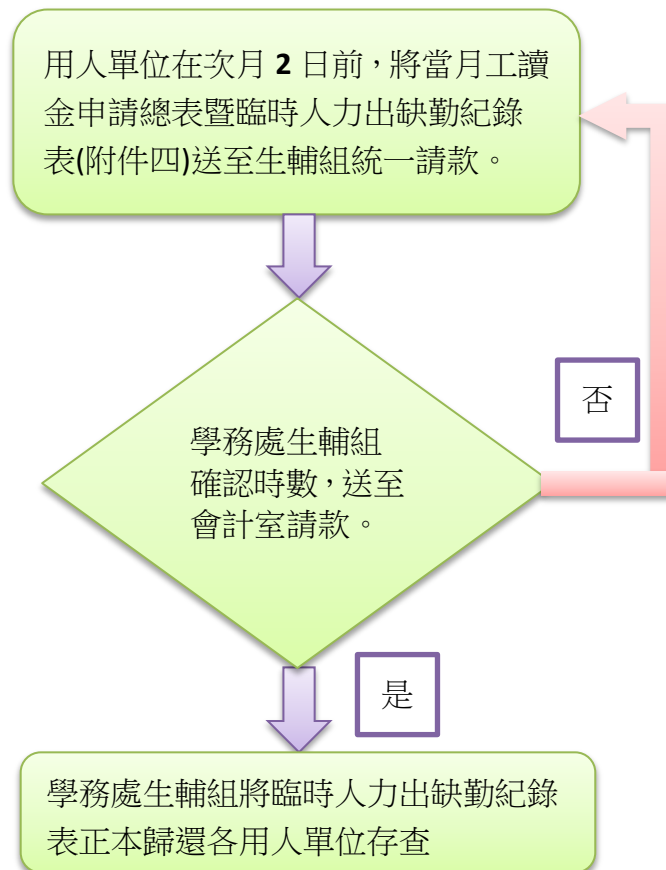 用人單位在次月 2 日前，將當月工讀
金申請總表暨臨時人力出缺勤紀錄
表(附件四)送至生輔組統一請款。
學務處生輔組
確認時數，送至
會計室請款。
否
是
學務處生輔組將臨時人力出缺勤紀錄
表正本歸還各用人單位存查